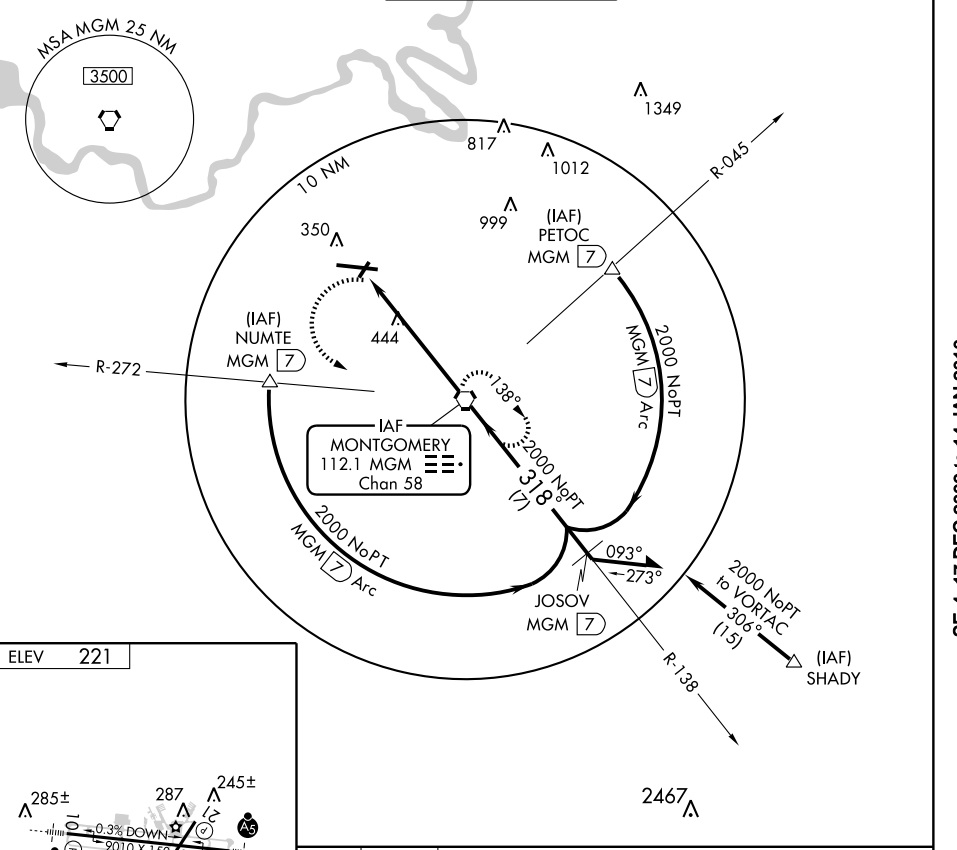 MSA MGM 25 NM
3500
10 NM
817
1349
1012
R-045
999
350
(IAF)
PETOC
MGM 7
(IAF)
NUMTE
MGM 7
444
R-272
138°
2000 NoPT
MGM 7 Arc
IAF
MONTGOMERY
112.1 MGM
Chan 58
2000 NoPT
318°
(7)
2000 NoPT
MGM 7 Arc
093°
273°
JOSOV
MGM 7
2000 NoPT
to VORTAC
306°
(15)
(IAF)
SHADY
R-138
ELEV 221
2467
285±
287
245±
21
10
0.3% DOWN
P
A5